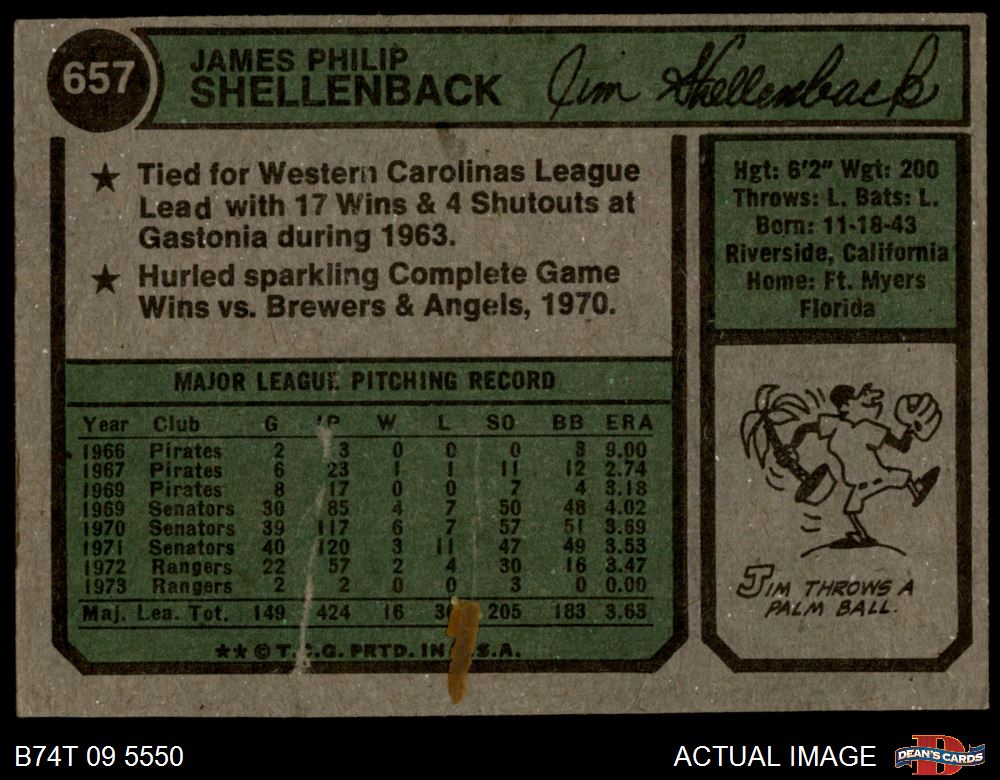 657
JAMES PHILIP
SHELLENBACK
Jim Shellenback
★ Tied for Western Carolinas League
Lead with 17 Wins & 4 Shutouts at
Gastonia during 1963.
★ Hurled sparkling Complete Game
Wins vs. Brewers & Angels, 1970.
Hgt: 6'2" Wgt: 200
Throws: L. Bats: L.
Born: 11-18-43
Riverside, California
Home: Ft. Myers
Florida
MAJOR LEAGUE PITCHING RECORD
Year Club G IP W L SO BB ERA
1966 Pirates 2 3 0 0 0 3 9.00
1967 Pirates 6 23 1 1 11 12 2.74
1969 Pirates 8 17 0 0 7 4 3.18
1969 Senators 30 85 4 7 50 48 4.02
1970 Senators 39 117 6 7 57 51 3.69
1971 Senators 40 120 3 11 47 49 3.53
1972 Rangers 22 57 2 4 30 16 3.47
1973 Rangers 2 2 0 0 3 0 0.00
Maj. Lea. Tot. 149 424 16 205 183 3.63
★★ © T.C.G. PRTD. IN U.S.A.
JIM THROWS A
PALM BALL.
B74T 09 5550
ACTUAL IMAGE
D
DEAN'S CARDS